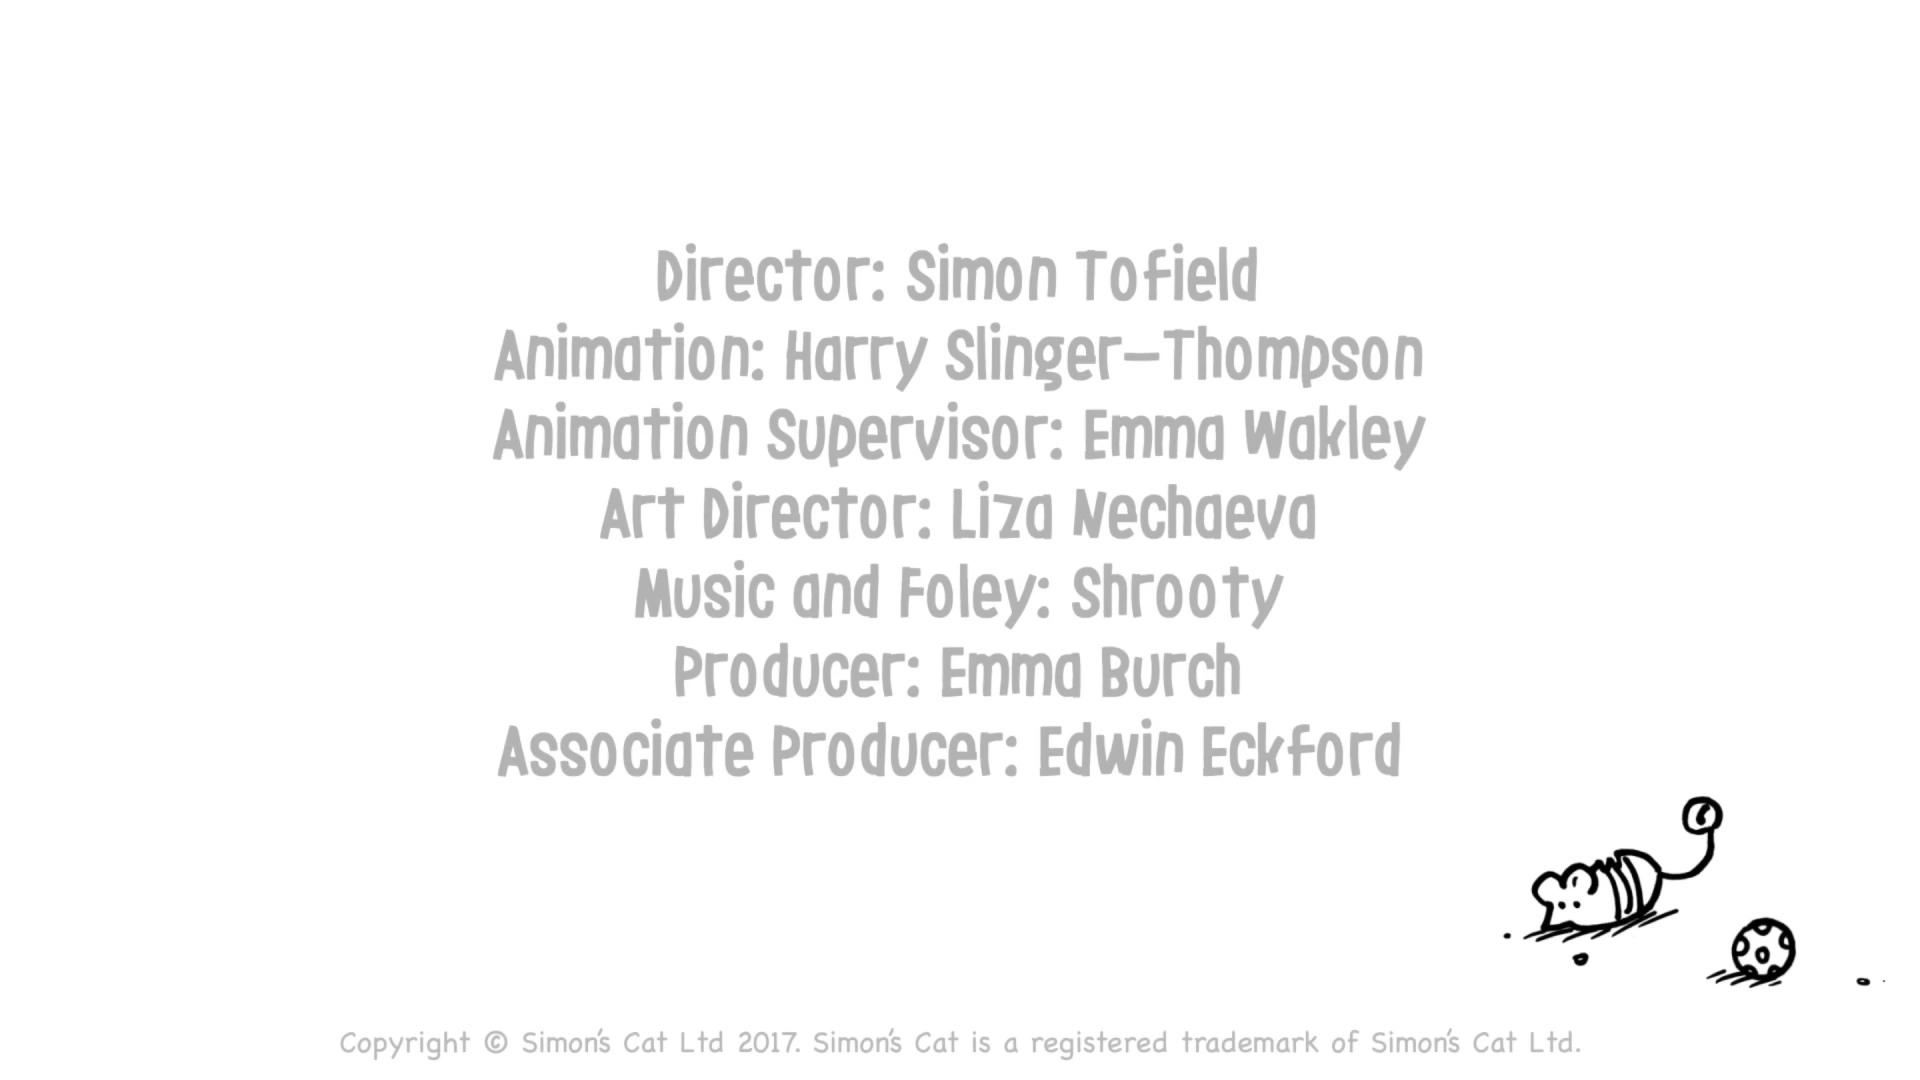 Director: Simon Tofield
Animation: Harry Slinger-Thompson
Animation Supervisor: Emma Wakley
Art Director: Liza Nechaeva
Music and Foley: Shrooty
Producer: Emma Burch
Associate Producer: Edwin Eckford
Copyright © Simon's Cat Ltd 2017. Simon's Cat is a registered trademark of Simon's Cat Ltd.